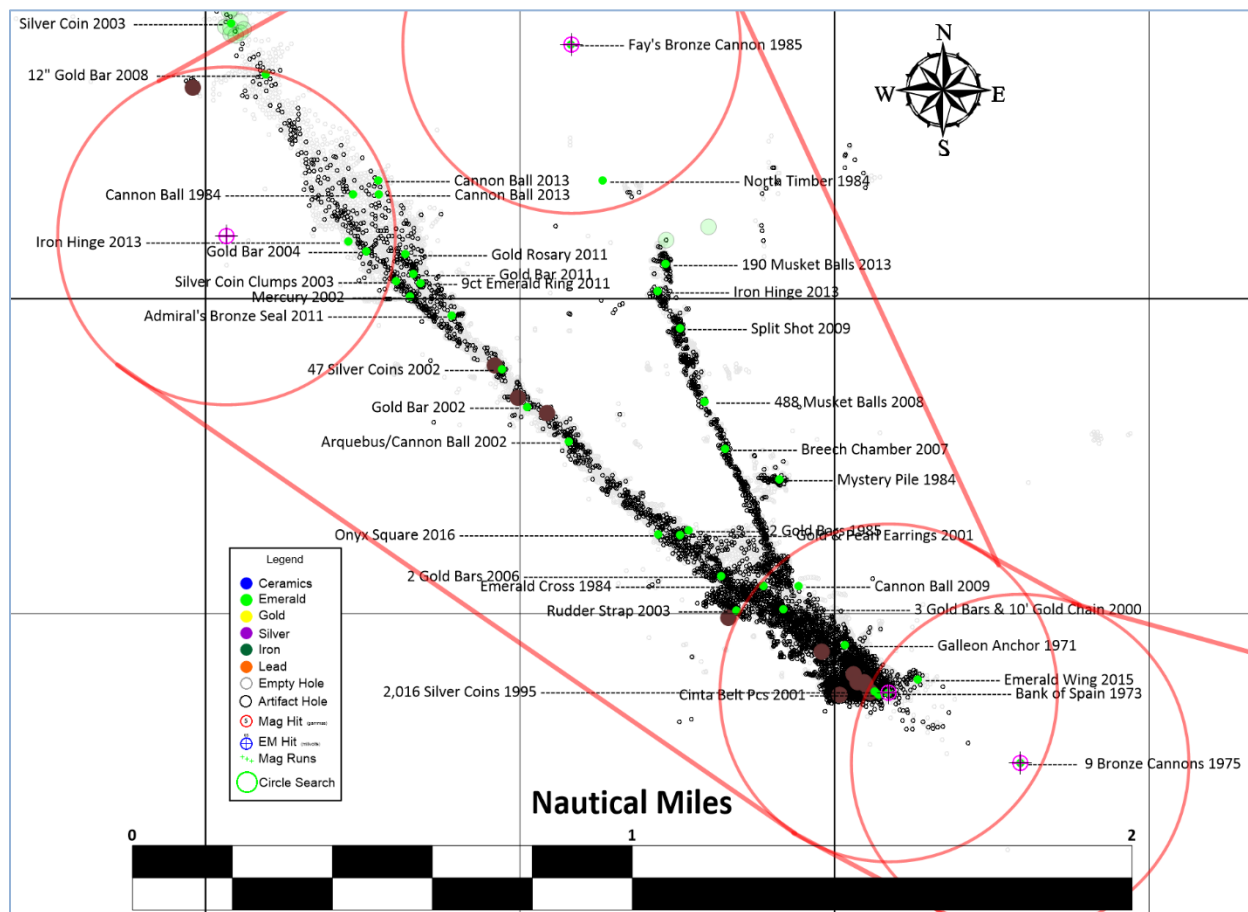 Silver Coin 2003
Fay's Bronze Cannon 1985
N
12" Gold Bar 2008
W
E
S
Cannon Ball 2013
North Timber 1984
Cannon Ball 1984
Cannon Ball 2013
Iron Hinge 2013
Gold Bar 2004
Gold Rosary 2011
190 Musket Balls 2013
Gold Bar 2011
Silver Coin Clumps 2003
9ct Emerald Ring 2011
Mercury 2002
Iron Hinge 2013
Admiral's Bronze Seal 2011
Split Shot 2009
47 Silver Coins 2002
Gold Bar 2002
488 Musket Balls 2008
Arquebus/Cannon Ball 2002
Breech Chamber 2007
Mystery Pile 1984
2 Gold Bars 1985
Onyx Square 2016
Gold & Pearl Earrings 2001
2 Gold Bars 2006
Emerald Cross 1984
Cannon Ball 2009
Rudder Strap 2003
3 Gold Bars & 10' Gold Chain 2000
Galleon Anchor 1971
Emerald Wing 2015
2,016 Silver Coins 1995
Cinta Belt Pcs 2001
Bank of Spain 1973
9 Bronze Cannons 1975
Legend
Ceramics
Emerald
Gold
Silver
Iron
Lead
Empty Hole
Artifact Hole
Mag Hit (gammas)
EM Hit
Mag Runs
Circle Search
Nautical Miles
0
1
2